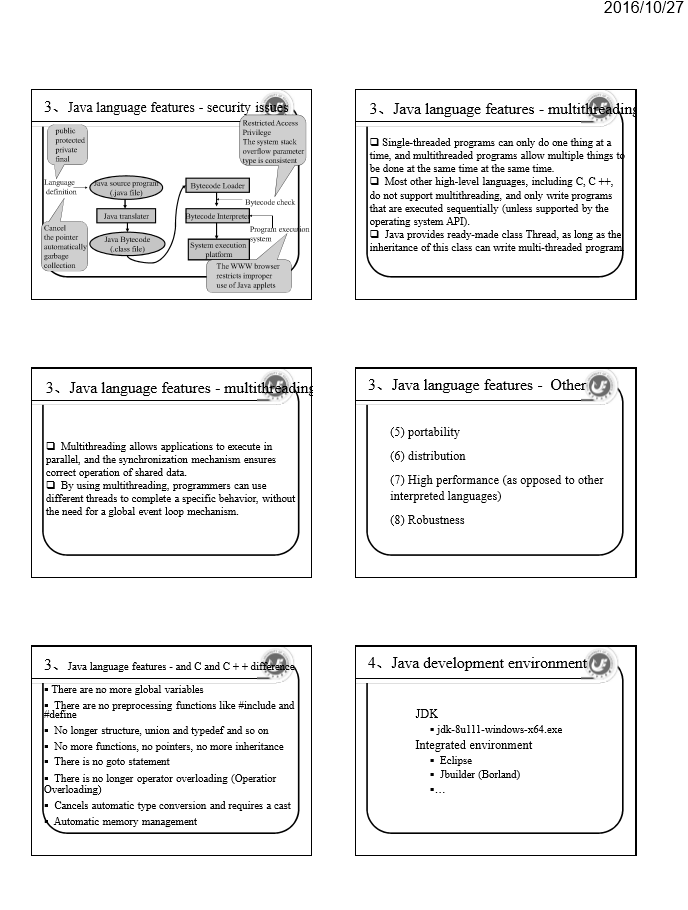 2016/10/27
3、Java language features - security issues
public
protected
private
final
Language
definition
Cancel
the pointer
automatically
garbage
collection
Java source program
(.java file)
Java translater
Java Bytecode
(.class file)
Bytecode Loader
Bytecode check
Bytecode Interpreter
Program execution
system
System execution
platform
Restricted Access
Privilege
The system stack
overflow parameter
type is consistent
The WWW browser
restricts improper
use of Java applets
3、Java language features - multithreading
❑ Single-threaded programs can only do one thing at a
time, and multithreaded programs allow multiple things to
be done at the same time at the same time.
❑ Most other high-level languages, including C, C ++,
do not support multithreading, and only write programs
that are executed sequentially (unless supported by the
operating system API).
❑ Java provides ready-made class Thread, as long as the
inheritance of this class can write multi-threaded program
3、Java language features - multithreading
❑ Multithreading allows applications to execute in
parallel, and the synchronization mechanism ensures
correct operation of shared data.
❑ By using multithreading, programmers can use
different threads to complete a specific behavior, without
the need for a global event loop mechanism.
3、Java language features - Other
(5) portability
(6) distribution
(7) High performance (as opposed to other
interpreted languages)
(8) Robustness
3、Java language features - and C and C + + difference
▪ There are no more global variables
▪ There are no preprocessing functions like #include and
#define
▪ No longer structure, union and typedef and so on
▪ No more functions, no pointers, no more inheritance
▪ There is no goto statement
▪ There is no longer operator overloading (Operatior
Overloading)
▪ Cancels automatic type conversion and requires a cast
▪ Automatic memory management
4、Java development environment
JDK
▪ jdk-8u111-windows-x64.exe
Integrated environment
▪ Eclipse
▪ Jbuilder (Borland)
▪ …